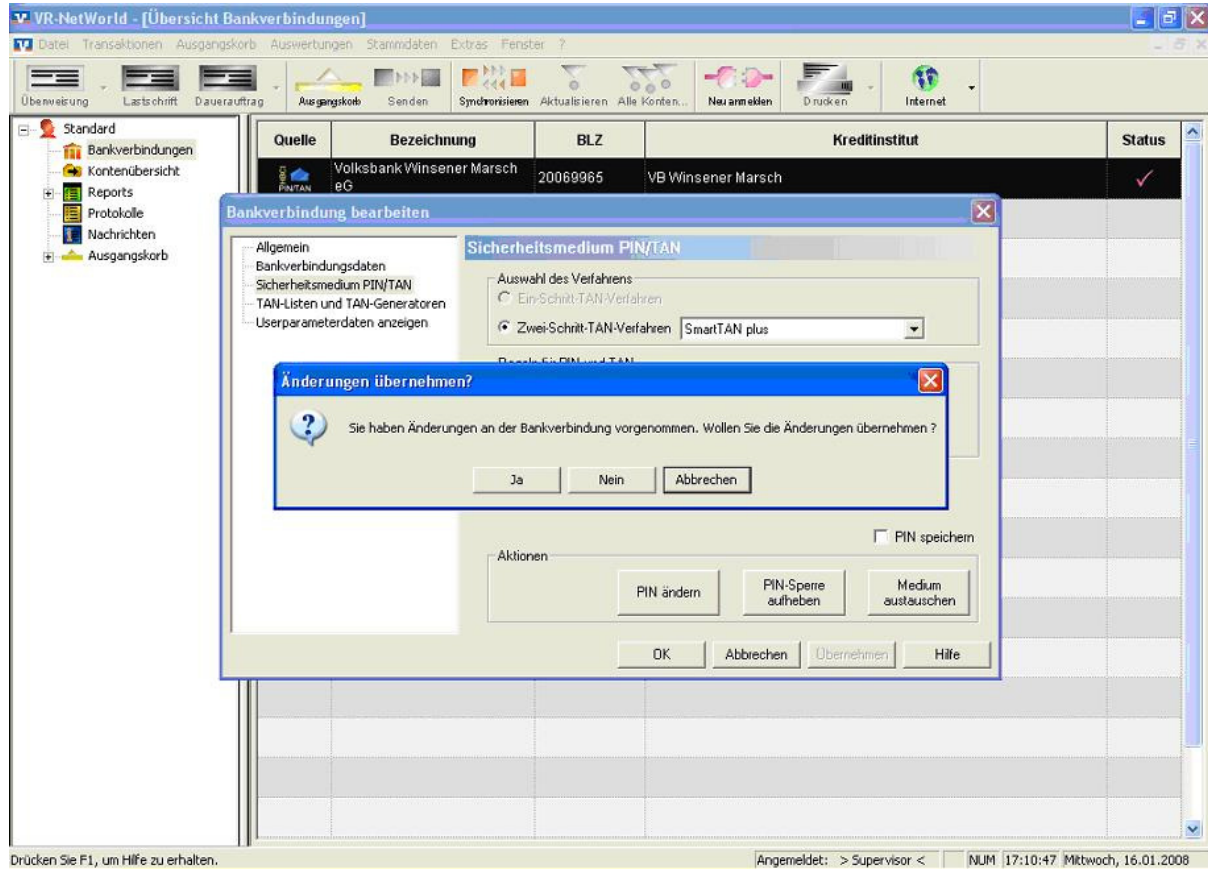 VR-NetWorld - [Übersicht Bankverbindungen]
Datei Transaktionen Ausgangskorb Auswertungen Stammdaten Extras Fenster ?
Überweisung Lastschrift Dauerauftrag Ausgangskorb Senden Synchronisieren Aktualisieren Alle Konten... Neu anmelden Drucken Internet
Standard
Bankverbindungen
Kontenübersicht
Reports
Protokolle
Nachrichten
Ausgangskorb
Quelle Bezeichnung BLZ Kreditinstitut Status
HBCI
PIN/TAN
Volksbank Winsener Marsch
eG
20069965 VB Winsener Marsch
Bankverbindung bearbeiten
Allgemein
Bankverbindungsdaten
Sicherheitsmedium PIN/TAN
TAN-Listen und TAN-Generatoren
Userparameterdaten anzeigen
Sicherheitsmedium PIN/TAN
Auswahl des Verfahrens
Ein-Schritt-TAN-Verfahren
Zwei-Schritt-TAN-Verfahren SmartTAN plus
Änderungen übernehmen?
Sie haben Änderungen an der Bankverbindung vorgenommen. Wollen Sie die Änderungen übernehmen ?
Ja Nein Abbrechen
PIN speichern
Aktionen
PIN ändern
PIN-Sperre
aufheben
Medium
austauschen
OK Abbrechen Übernehmen Hilfe
Drücken Sie F1, um Hilfe zu erhalten.
Angemeldet: > Supervisor < NUM 17:10:47 Mittwoch, 16.01.2008